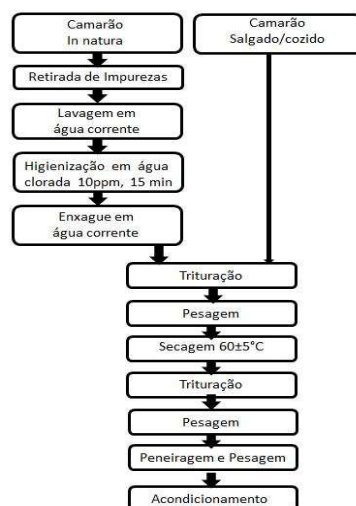 Camarão
In natura
Camarão
Salgado/cozido
Retirada de Impurezas
Lavagem em
água corrente
Higienização em água
clorada 10ppm, 15 min
Enxague em
água corrente
Trituração
Pesagem
Secagem 60±5°C
Trituração
Pesagem
Peneiragem e Pesagem
Acondicionamento